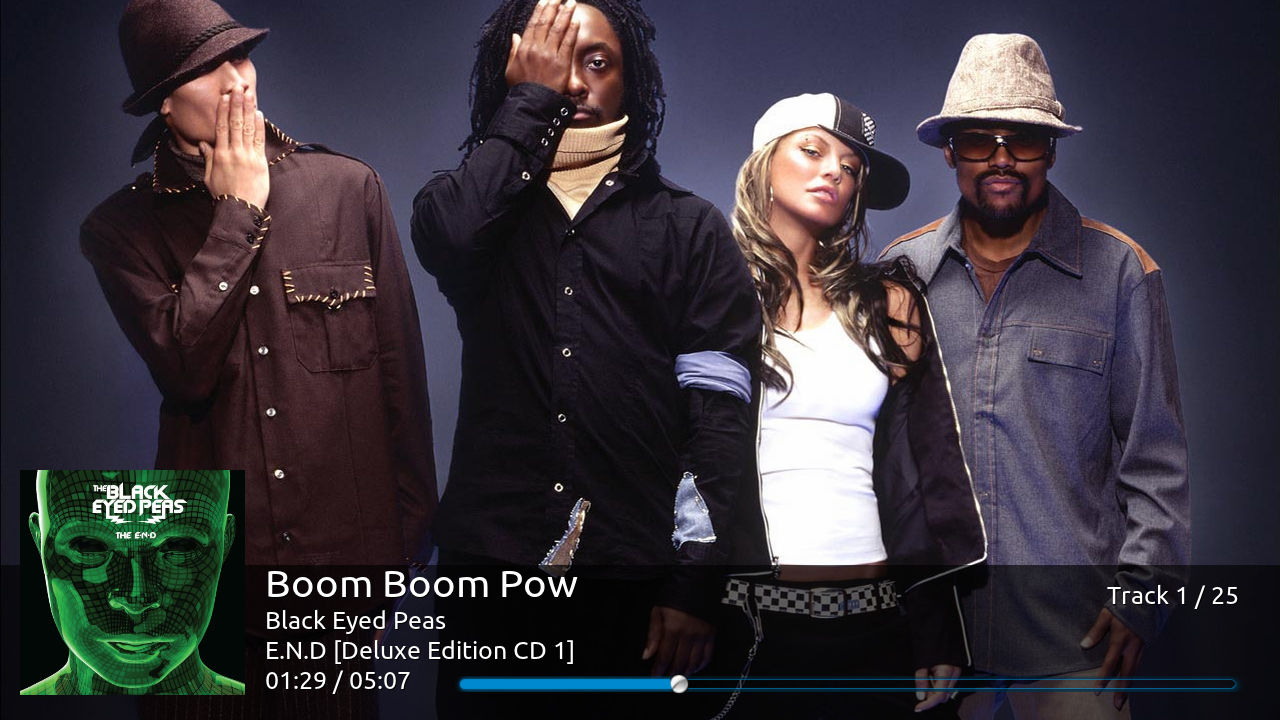 THE BLACK
EYED PEAS
THE E.N.D
Boom Boom Pow
Black Eyed Peas
E.N.D [Deluxe Edition CD 1]
01:29 / 05:07
Track 1 / 25